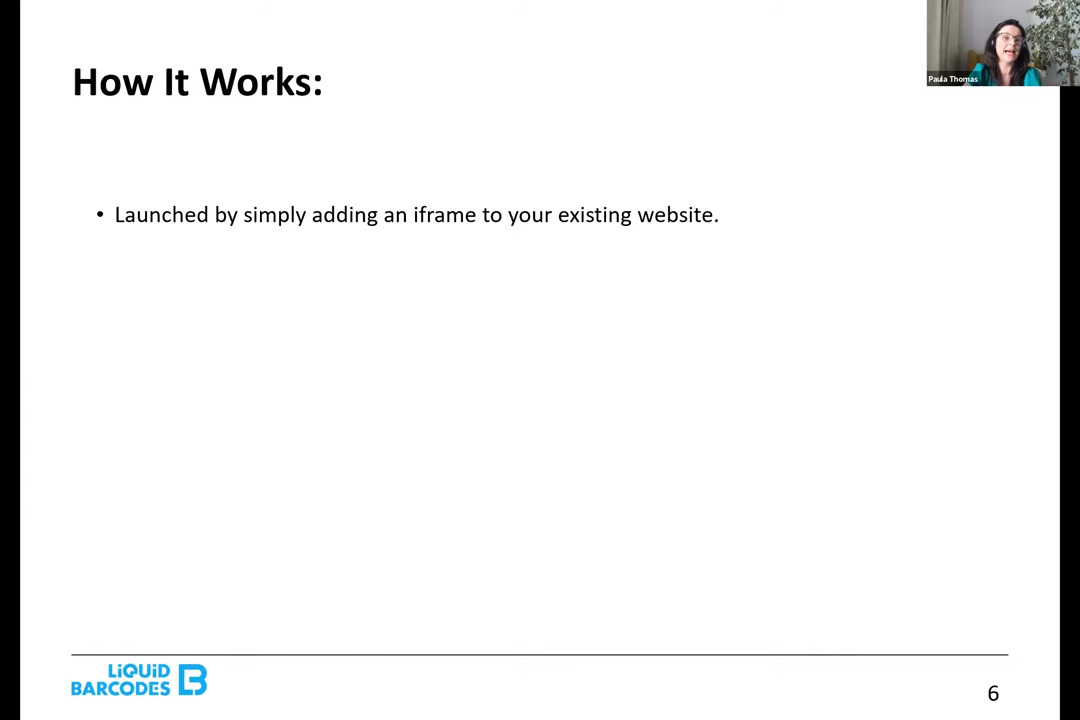 How It Works:
Paula Thomas
• Launched by simply adding an iframe to your existing website.
LiQUiD
BARCODES
6